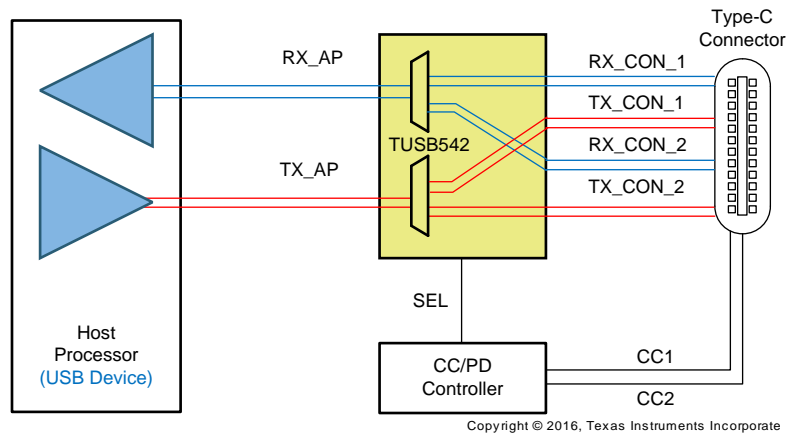 Type-C
Connector
RX_AP
RX_CON_1
TX_CON_1
TUSB542
RX_CON_2
TX_AP
TX_CON_2
SEL
Host
Processor
(USB Device)
CC/PD
Controller
CC1
CC2
Copyright © 2016, Texas Instruments Incorporate